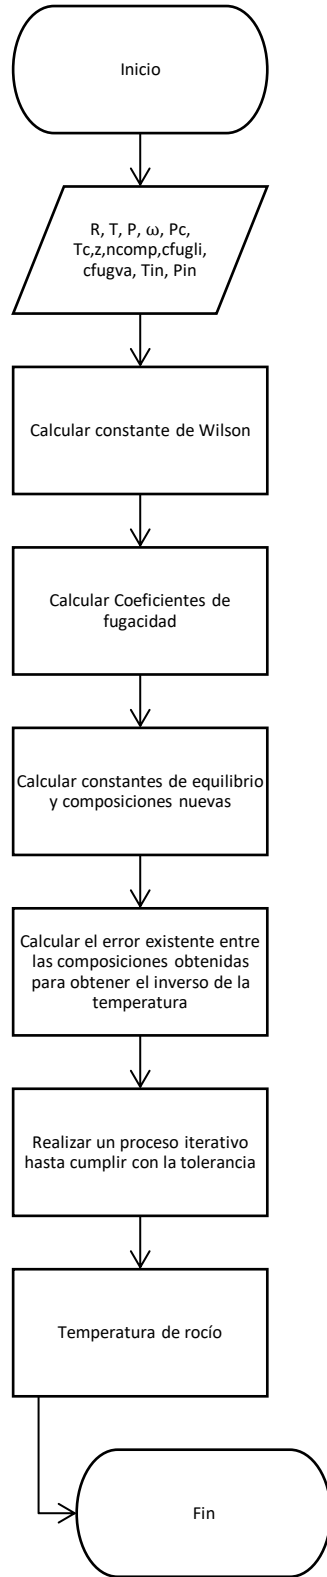 Inicio
R, T, P, ω, Pc,
Tc,z,ncomp,cfugli,
cfugva, Tin, Pin
Calcular constante de Wilson
Calcular Coeficientes de
fugacidad
Calcular constantes de equilibrio
y composiciones nuevas
Calcular el error existente entre
las composiciones obtenidas
para obtener el inverso de la
temperatura
Realizar un proceso iterativo
hasta cumplir con la tolerancia
Temperatura de rocío
Fin